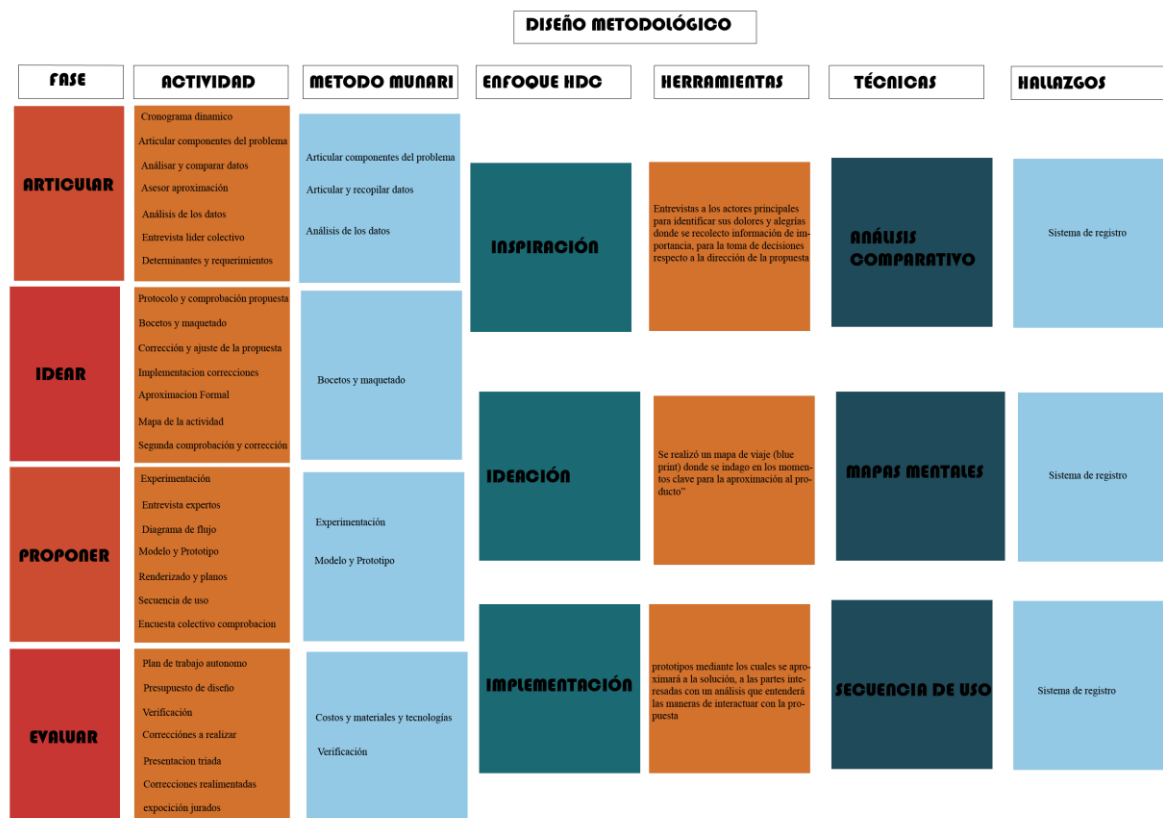 DISEÑO METODOLÓGICO
FASE
ACTIVIDAD
METODO MUNARI
ENFOQUE HDC
HERRAMIENTAS
TÉCNICAS
HALLAZGOS
ARTICULAR
Cronograma dinamico
Articular componentes del problema
Análisar y comparar datos
Asesor aproximación
Análisis de los datos
Entrevista lider colectivo
Determinantes y requerimientos
Articular componentes del problema
Articular y recopilar datos
Análisis de los datos
IDEAR
Protocolo y comprobación propuesta
Bocetos y maquetado
Corrección y ajuste de la propuesta
Implementacion correcciones
Aproximacion Formal
Mapa de la actividad
Segunda comprobación y corrección
Bocetos y maquetado
PROPONER
Experimentación
Entrevista expertos
Diagrama de flujo
Modelo y Prototipo
Renderizado y planos
Secuencia de uso
Encuesta colectivo comprobacion
Experimentación
Modelo y Prototipo
EVALUAR
Plan de trabajo autonomo
Presupuesto de diseño
Verificación
Correcciónes a realizar
Presentacion triada
Correcciones realimentadas
expocición jurados
Costos y materiales y tecnologías
Verificación
INSPIRACIÓN
Entrevistas a los actores principales
para identificar sus dolores y alegrías
donde se recolecto información de im-
portancia, para la toma de decisiones
respecto a la dirección de la propuesta
ANÁLISIS
COMPARATIVO
Sistema de registro
IDEACIÓN
Se realizó un mapa de viaje (blue
print) donde se indago en los momen-
tos clave para la aproximación al pro-
ducto”
MAPAS MENTALES
Sistema de registro
IMPLEMENTACIÓN
prototipos mediante los cuales se apro-
ximará a la solución, a las partes inte-
resadas con un análisis que entenderá
las maneras de interactuar con la pro-
puesta
SECUENCIA DE USO
Sistema de registro